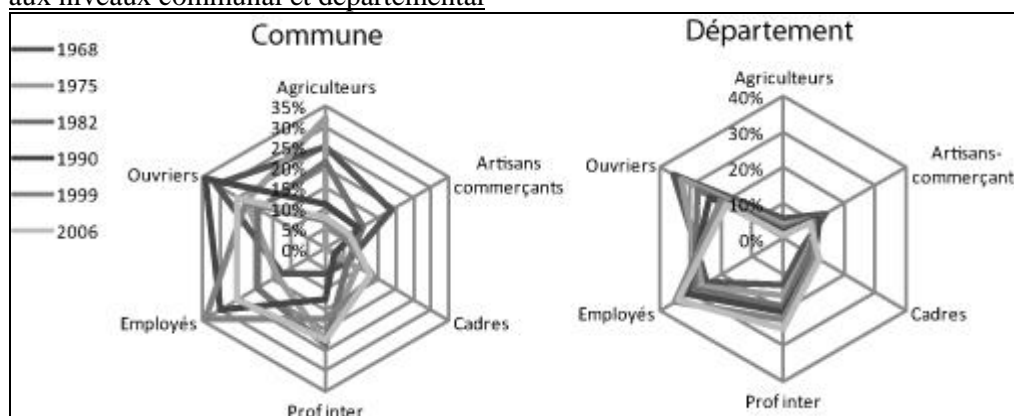 aux niveaux communal et départemental
Commune
Département
1968
1975
1982
1990
1999
2006
Agriculteurs
35%
30%
25%
20%
15%
10%
5%
0%
Artisans
commerçants
Cadres
Prof inter
Employés
Ouvriers
Agriculteurs
40%
30%
20%
10%
0%
Artisans-
commerçant
Cadres
Prof inter
Employés
Ouvriers